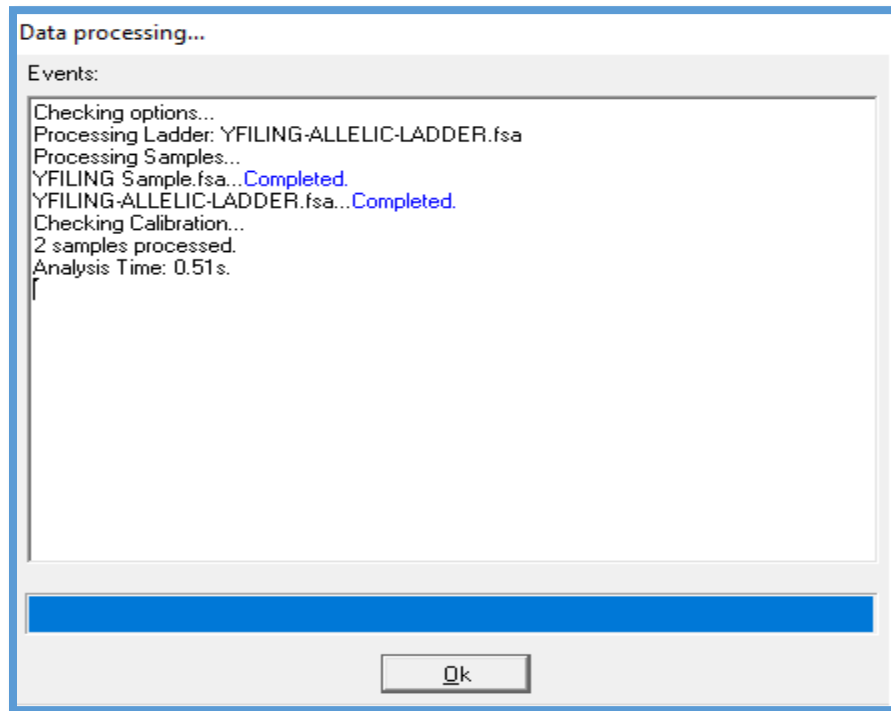 Data processing...
Events:
Checking options...
Processing Ladder: YFILING-ALLELIC-LADDER.fsa
Processing Samples...
YFILING Sample.fsa...Completed.
YFILING-ALLELIC-LADDER.fsa...Completed.
Checking Calibration...
2 samples processed.
Analysis Time: 0.51s.
Ok